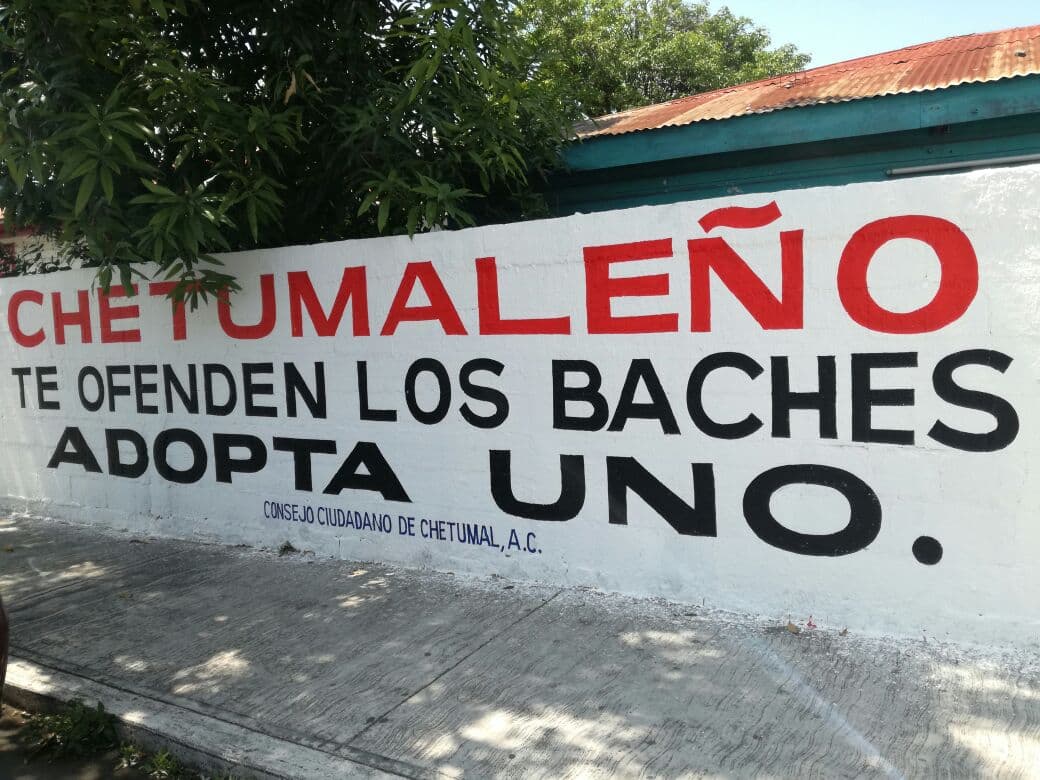 CHETUMALEÑO
TE OFENDEN LOS BACHES
ADOPTA UNO.
CONSEJO CIUDADANO DE CHETUMAL, A.C.